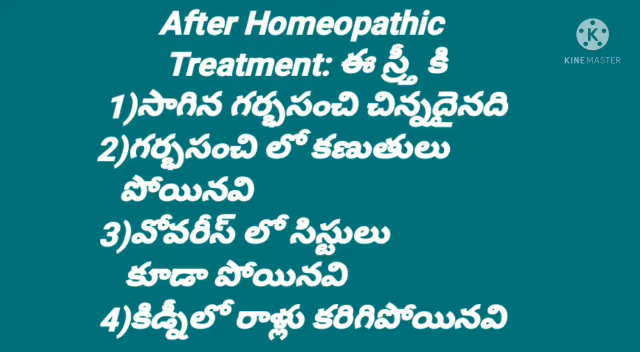 After Homeopathic
Treatment: ఈ స్త్రీ కి
1)సాగిన గర్భసంచి చిన్నదైనది
2)గర్భసంచి లో కణుతులు
పోయినవి
3)వోవరీస్ లో సిస్టులు
కూడా పోయినవి
4)కిడ్నీలో రాళ్లు కరిగిపోయినవి
K
KINEMASTER